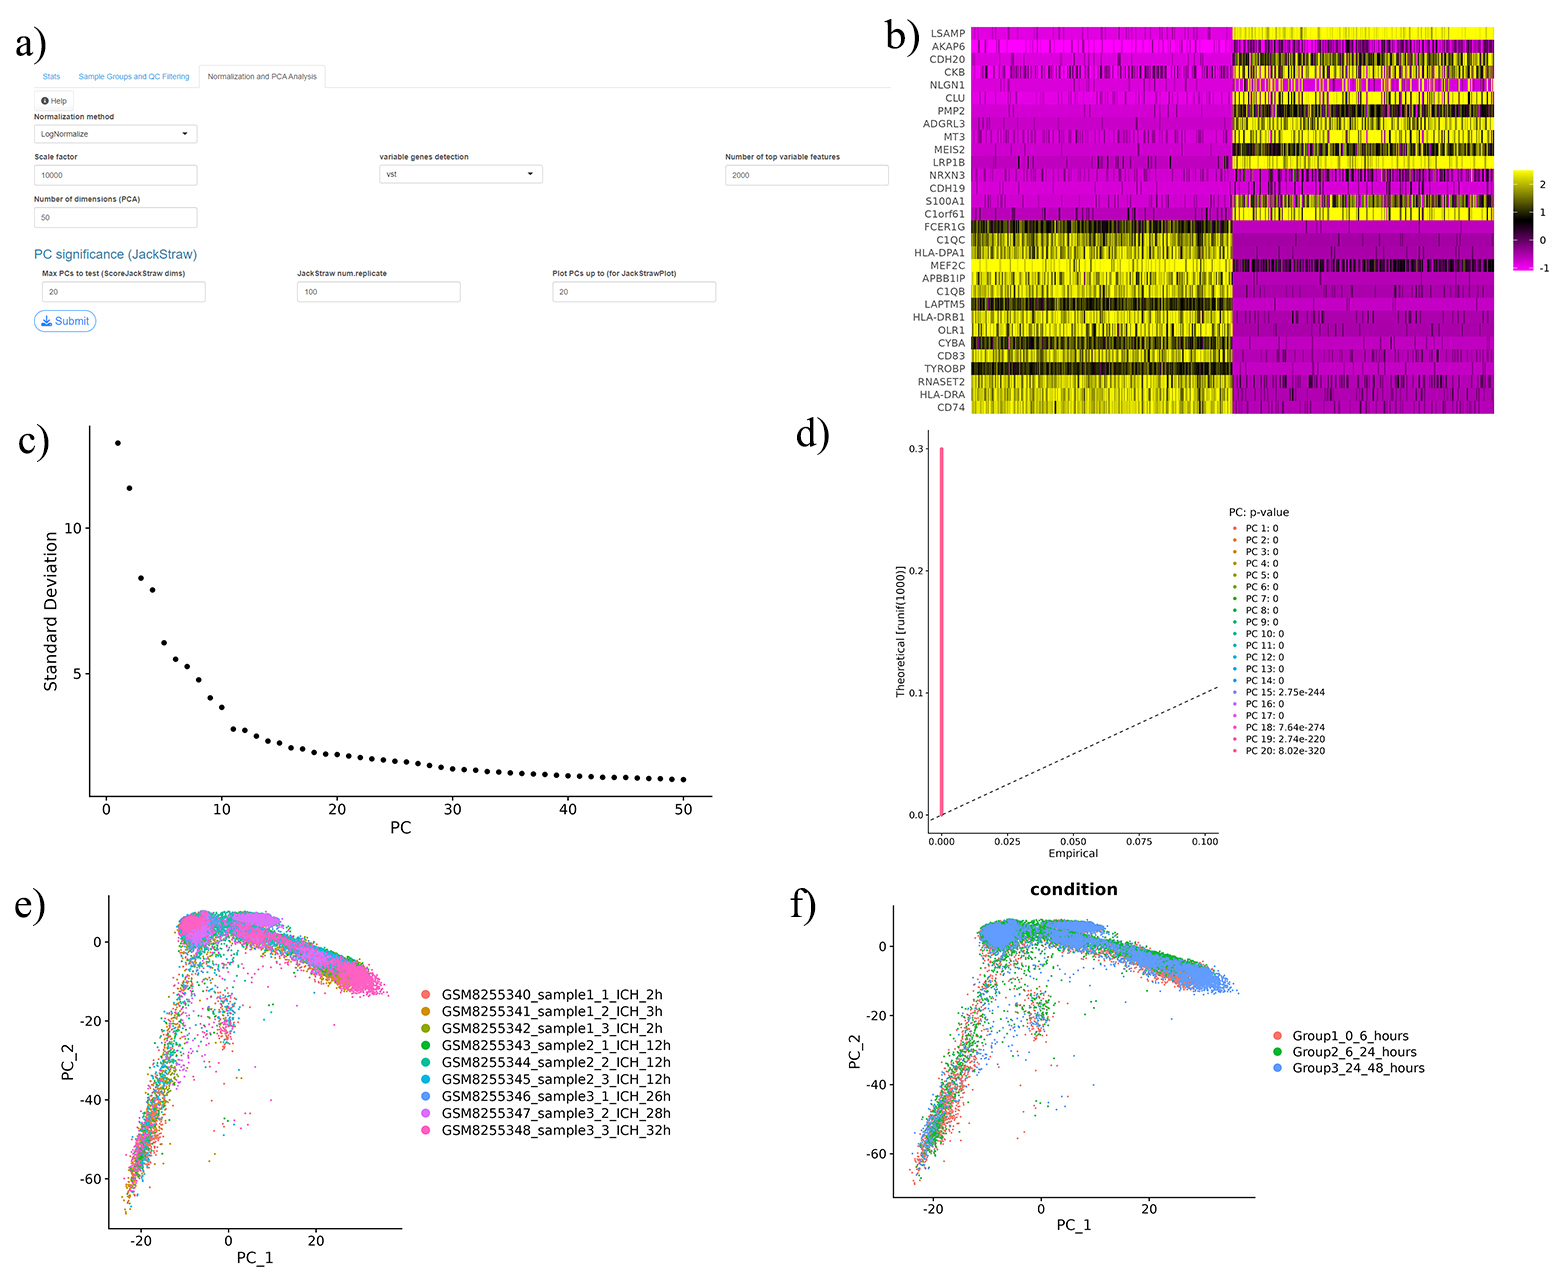 a)
Stats
Sample Groups and QC Filtering
Normalization and PCA Analysis
Help
Normalization method
LogNormalize
Scale factor
variable genes detection
Number of top variable features
10000
vst
2000
Number of dimensions (PCA)
50
PC significance (JackStraw)
Max PCs to test (ScoreJackStraw dims)
JackStraw num.replicate
Plot PCs up to (for JackStrawPlot)
20
100
20
Submit
b)
LSAMP
AKAP6
CDH20
CKB
NLGN1
CLU
PMP2
ADGRL3
MT3
MEIS2
LRP1B
NRXN3
CDH19
S100A1
C1orf61
FCER1G
C1QC
HLA-DPA1
MEF2C
APBB1IP
C1QB
LAPTM5
HLA-DRB1
OLR1
CYBA
CD83
TYROBP
RNASET2
HLA-DRA
CD74
2
1
0
-1
c)
Standard Deviation
10
5
0
10
20
30
40
50
PC
d)
Theoretical [runif(1000)]
0.3
0.2
0.1
0.0
0.000
0.025
0.050
0.075
0.100
Empirical
PC: p-value
PC 1: 0
PC 2: 0
PC 3: 0
PC 4: 0
PC 5: 0
PC 6: 0
PC 7: 0
PC 8: 0
PC 9: 0
PC 10: 0
PC 11: 0
PC 12: 0
PC 13: 0
PC 14: 0
PC 15: 2.75e-244
PC 16: 0
PC 17: 0
PC 18: 7.64e-274
PC 19: 2.74e-220
PC 20: 8.02e-320
e)
PC_2
0
-20
-40
-60
-20
0
20
PC_1
GSM8255340_sample1_1_ICH_2h
GSM8255341_sample1_2_ICH_3h
GSM8255342_sample1_3_ICH_2h
GSM8255343_sample2_1_ICH_12h
GSM8255344_sample2_2_ICH_12h
GSM8255345_sample2_3_ICH_12h
GSM8255346_sample3_1_ICH_26h
GSM8255347_sample3_2_ICH_28h
GSM8255348_sample3_3_ICH_32h
f)
condition
PC_2
0
-20
-40
-60
-20
0
20
PC_1
Group1_0_6_hours
Group2_6_24_hours
Group3_24_48_hours